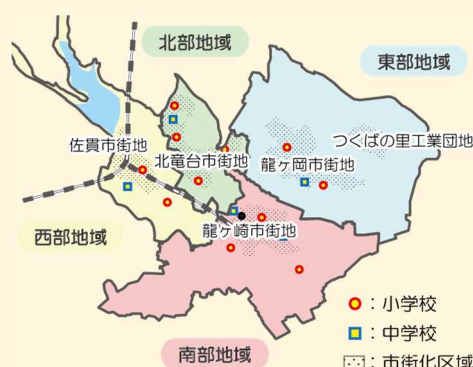 北部地域
東部地域
佐貫市街地
つくばの里工業団地
北竜台市街地
龍ヶ岡市街地
龍ヶ崎市街地
西部地域
南部地域
：小学校
：中学校
：市街化区域